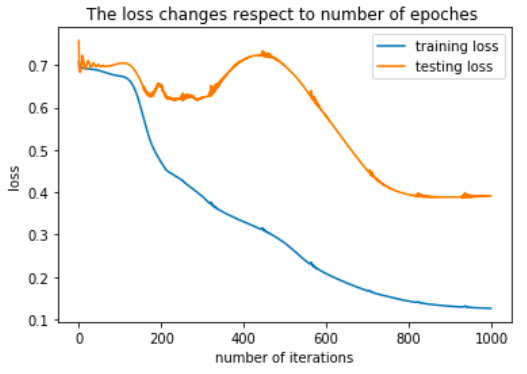 The loss changes respect to number of epoches
training loss
testing loss
loss
0.7
0.6
0.5
0.4
0.3
0.2
0.1
0 200 400 600 800 1000
number of iterations